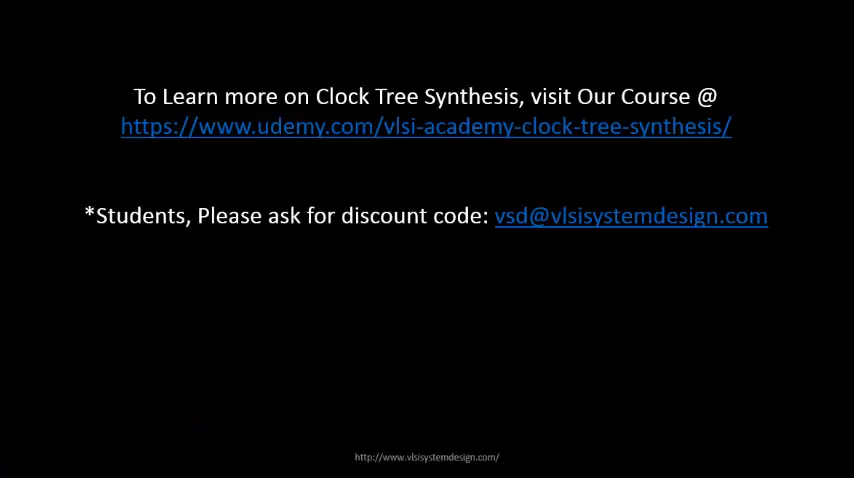 To Learn more on Clock Tree Synthesis, visit Our Course @
https://www.udemy.com/vlsi-academy-clock-tree-synthesis/
*Students, Please ask for discount code: vsd@vlsisystemdesign.com
http://www.vlsisystemdesign.com/